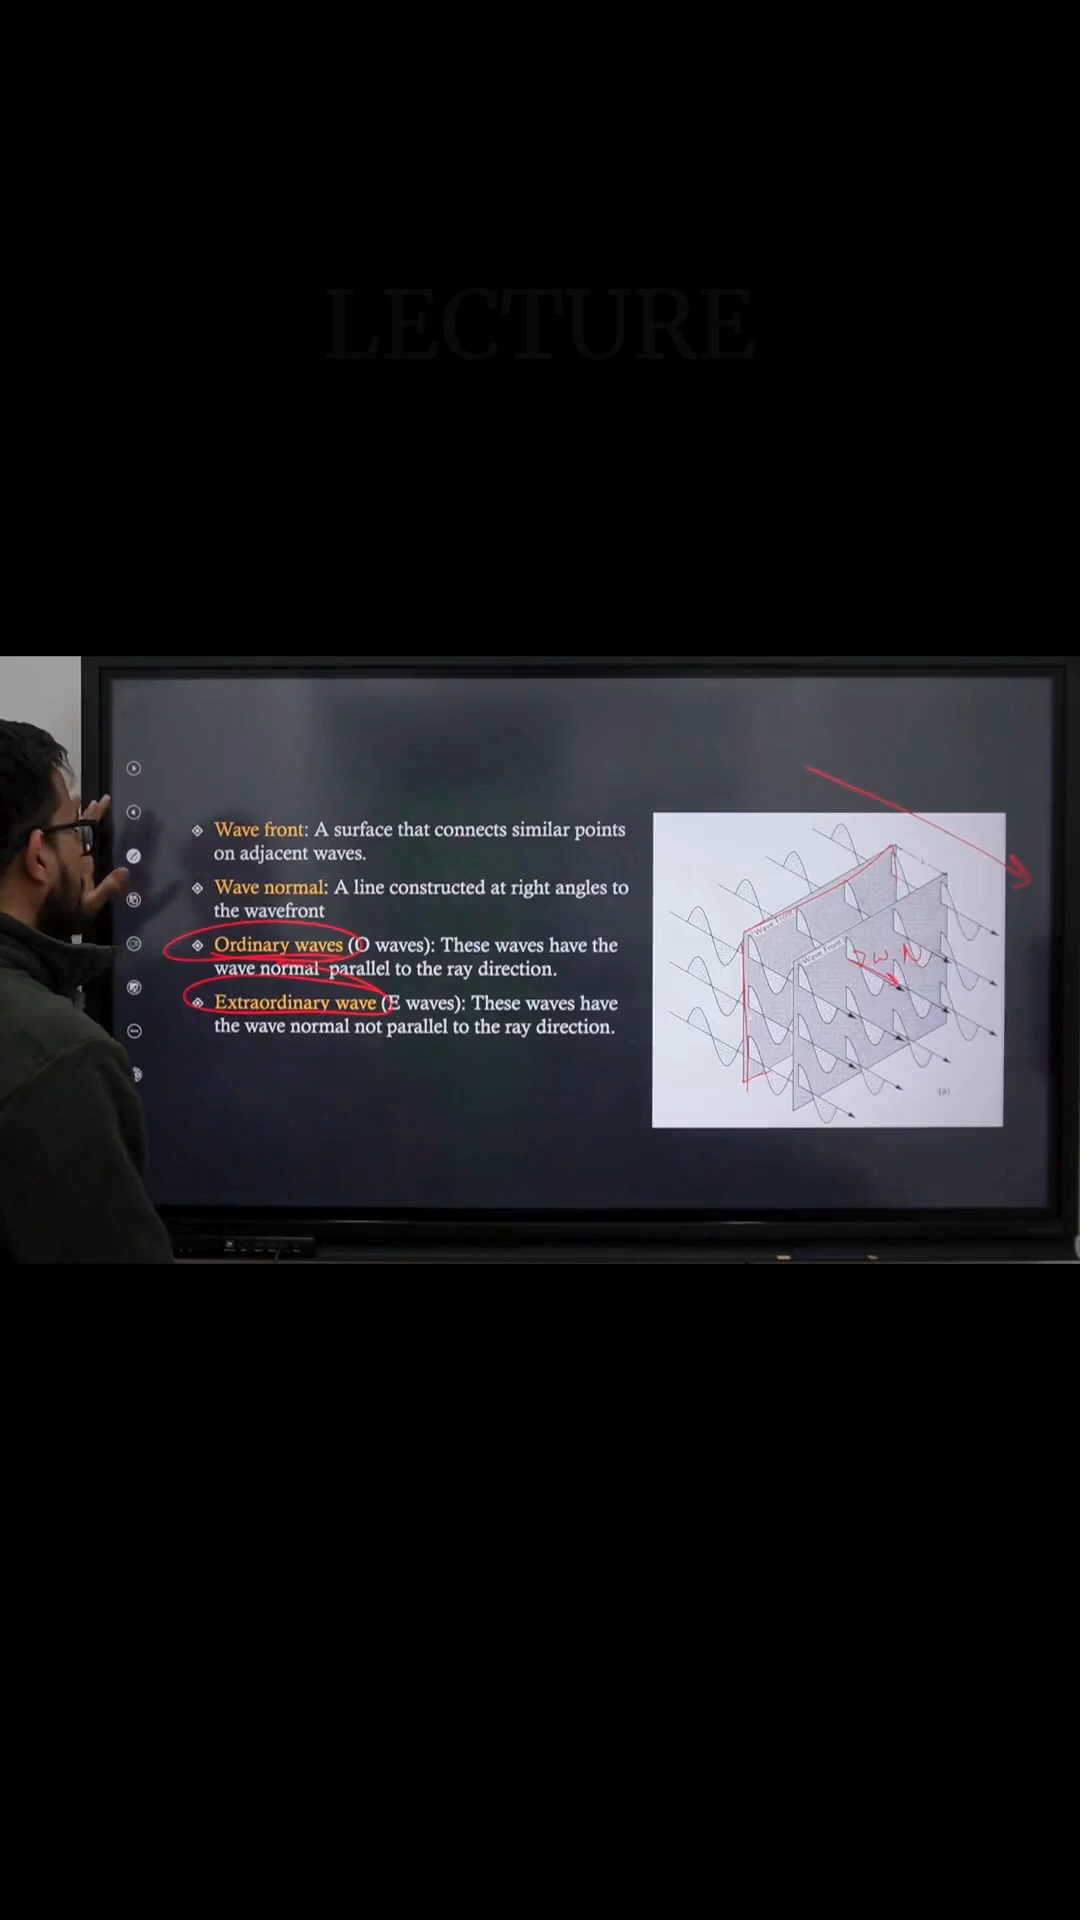 LECTURE
Wave front: A surface that connects similar points
on adjacent waves.
Wave normal: A line constructed at right angles to
the wavefront
Ordinary waves (O waves): These waves have the
wave normal parallel to the ray direction.
Extraordinary wave (E waves): These waves have
the wave normal not parallel to the ray direction.
Wave Front
Wave Front
W.N
(a)